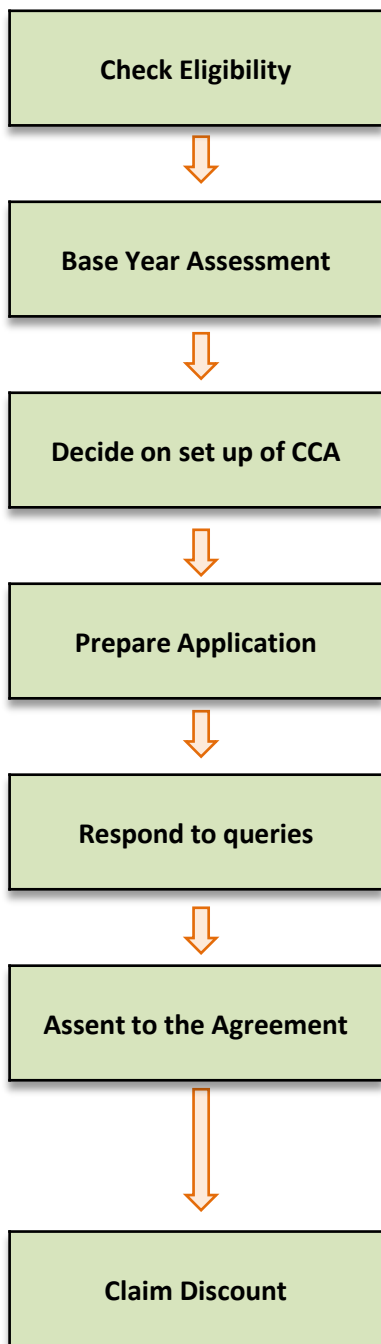 Check Eligibility
Base Year Assessment
Decide on set up of CCA
Prepare Application
Respond to queries
Assent to the Agreement
Claim Discount